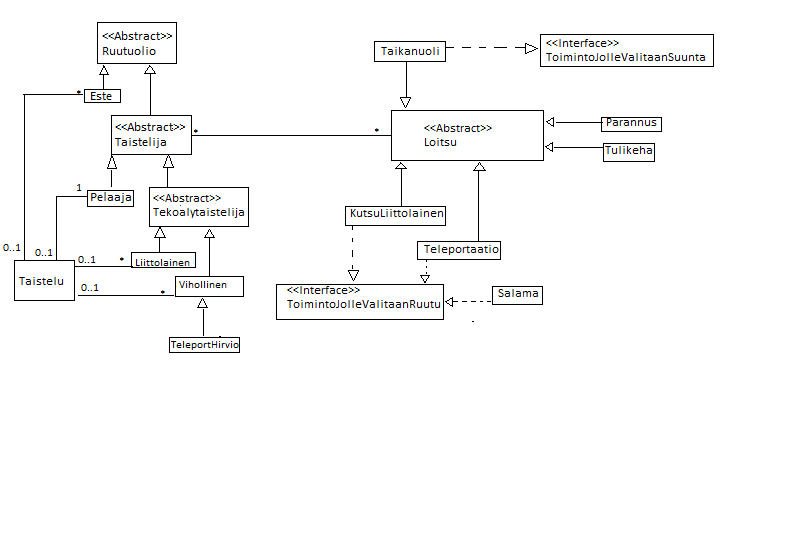 <<Abstract>>
Ruutuolio
Este
*
<<Abstract>>
Taistelija
*
*
Taikanuoli
<<Interface>>
ToimintoJolleValitaanSuunta
<<Abstract>>
Loitsu
Parannus
Tulikeha
1
Pelaaja
<<Abstract>>
Tekoalytaistelija
KutsuLiittolainen
Teleportaatio
0..1
0..1
0..1
*
Liittolainen
Taistelu
0..1
*
Vihollinen
<<Interface>>
ToimintoJolleValitaanRuutu
Salama
TeleportHirvio